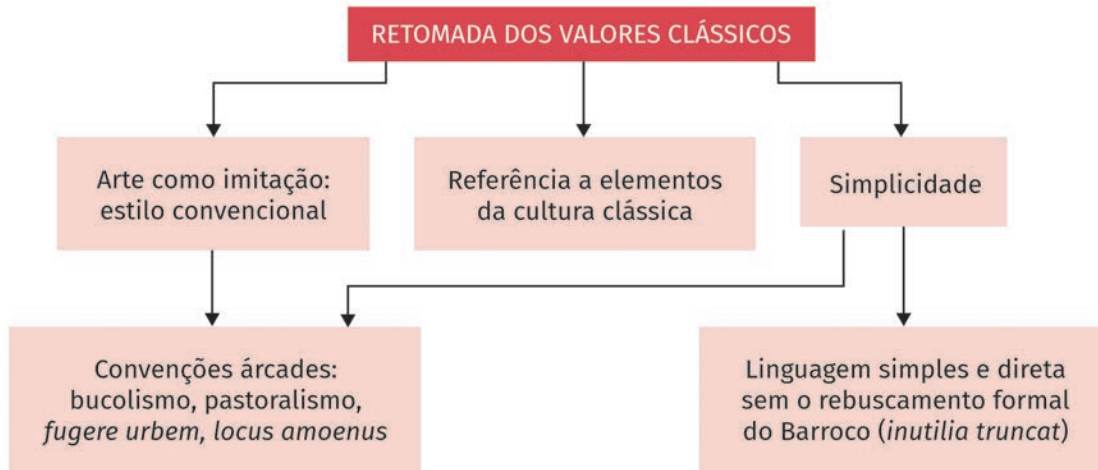 RETOMADA DOS VALORES CLÁSSICOS
Arte como imitação:
estilo convencional
Referência a elementos
da cultura clássica
Simplicidade
Convenções árcades:
bucolismo, pastoralismo,
fugere urbem, locus amoenus
Linguagem simples e direta
sem o rebuscamento formal
do Barroco (inutilia truncat)